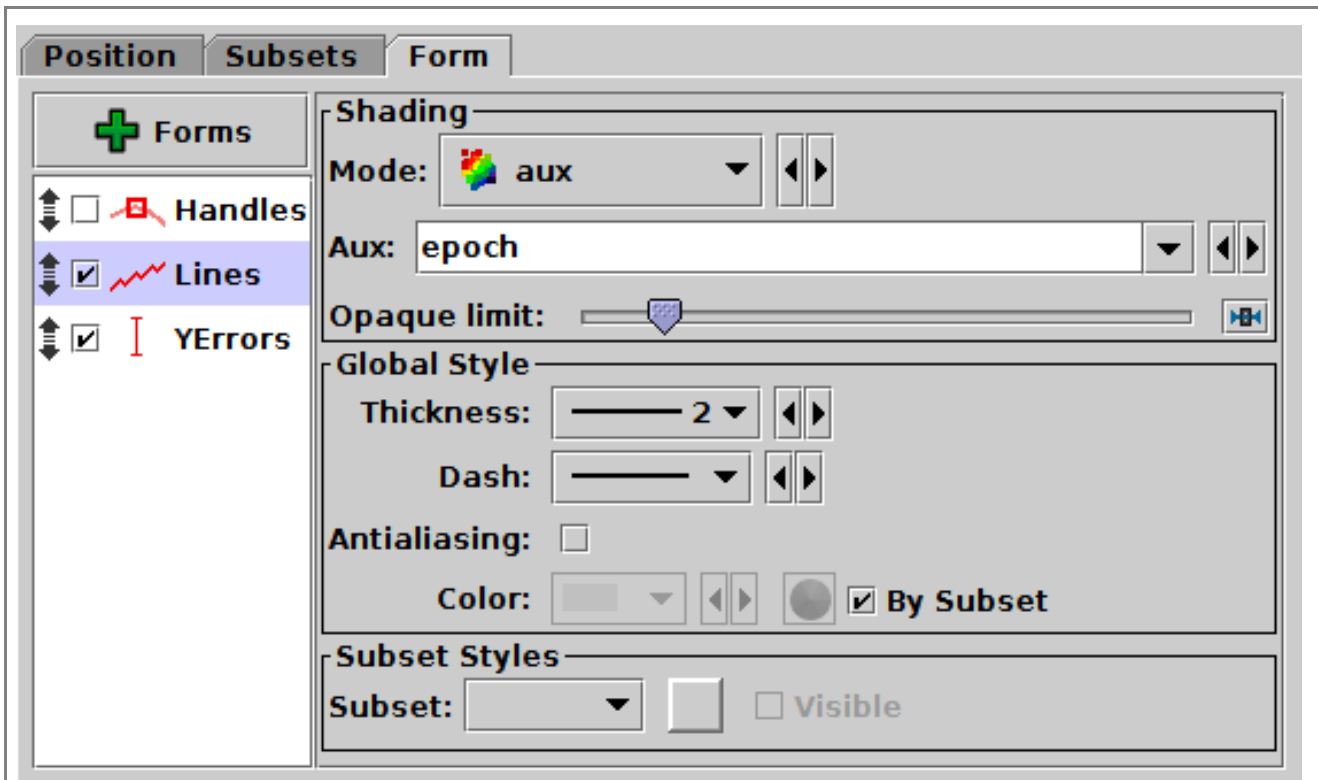 Position Subsets Form
Forms
Handles
Lines
YErrors
Shading
Mode: aux
Aux: epoch
Opaque limit:
Global Style
Thickness: 2
Dash:
Antialiasing:
Color: By Subset
Subset Styles
Subset: Visible